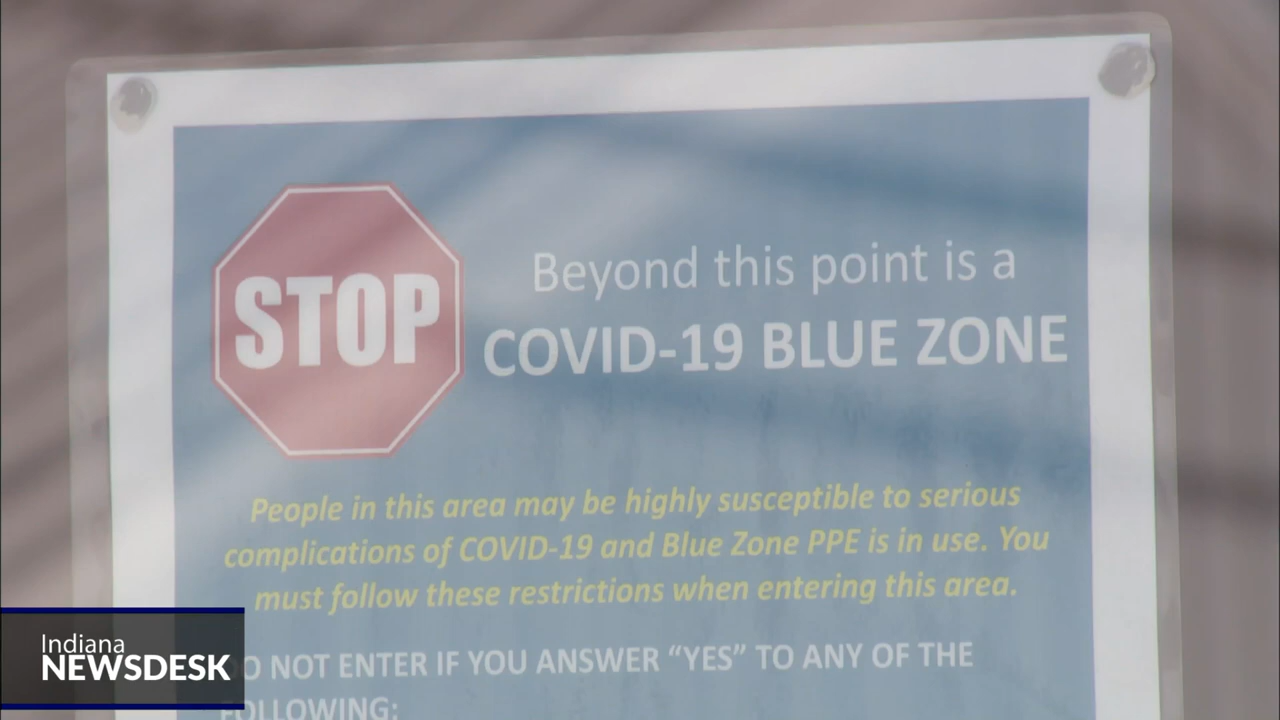 STOP
Beyond this point is a
COVID-19 BLUE ZONE
People in this area may be highly susceptible to serious
complications of COVID-19 and Blue Zone PPE is in use. You
must follow these restrictions when entering this area.
DO NOT ENTER IF YOU ANSWER “YES” TO ANY OF THE
FOLLOWING:
Indiana
NEWSDESK